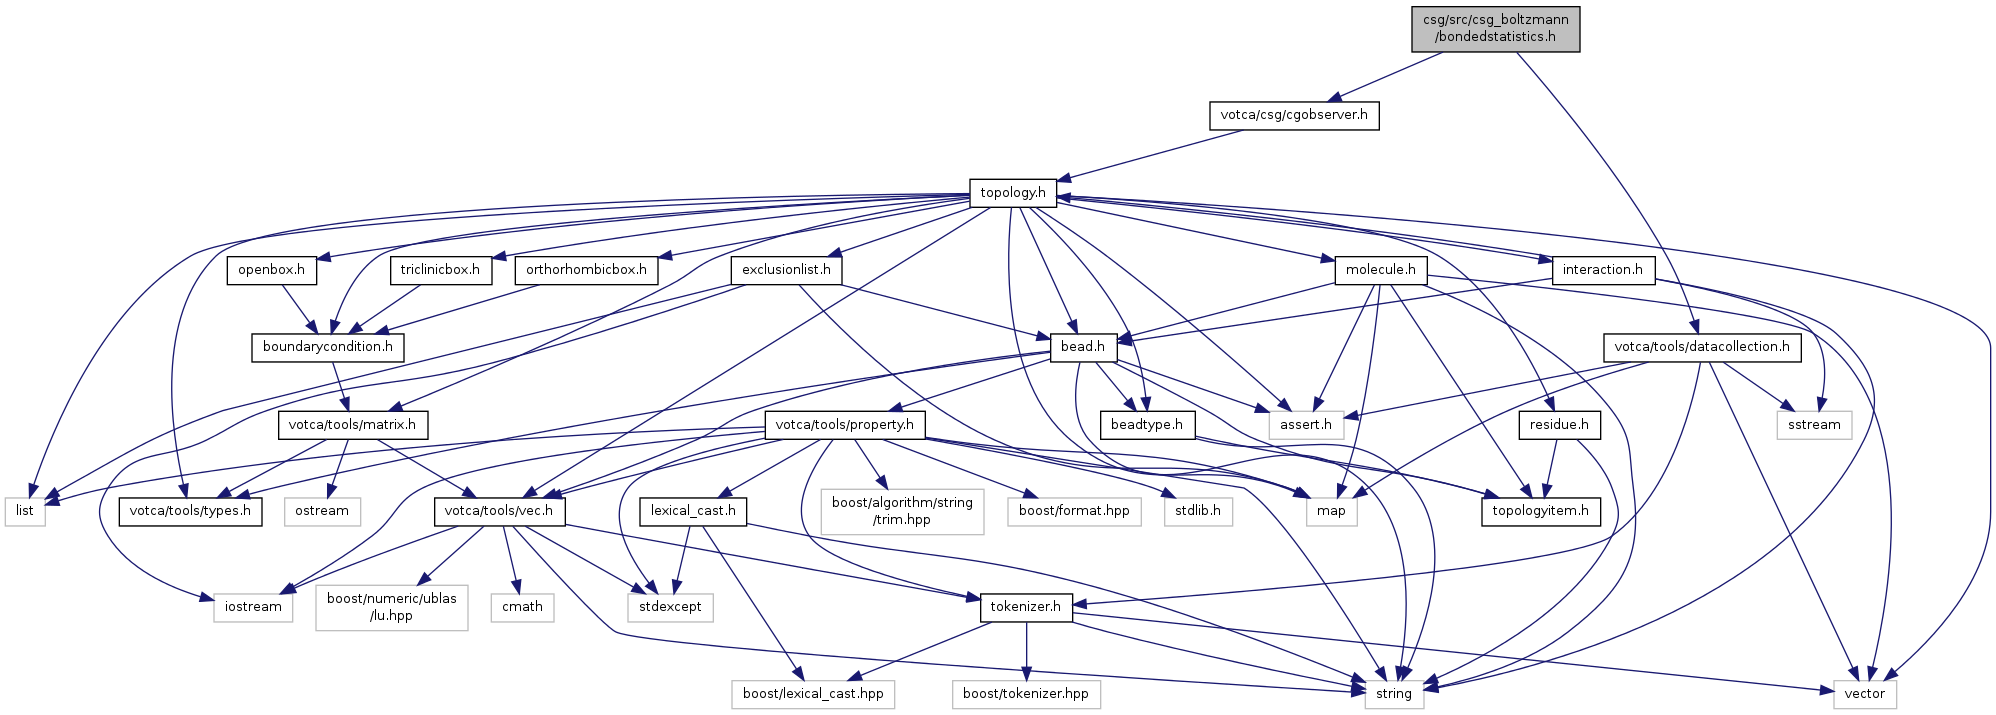 csg/src/csg_boltzmann
/bondedstatistics.h
votca/csg/cgobserver.h
topology.h
openbox.h
triclinicbox.h
orthorhombicbox.h
exclusionlist.h
molecule.h
interaction.h
boundarycondition.h
bead.h
votca/tools/datacollection.h
votca/tools/matrix.h
votca/tools/property.h
beadtype.h
assert.h
residue.h
sstream
list
votca/tools/types.h
ostream
votca/tools/vec.h
lexical_cast.h
boost/algorithm/string
/trim.hpp
boost/format.hpp
stdlib.h
map
topologyitem.h
iostream
boost/numeric/ublas
/lu.hpp
cmath
stdexcept
tokenizer.h
boost/lexical_cast.hpp
boost/tokenizer.hpp
string
vector